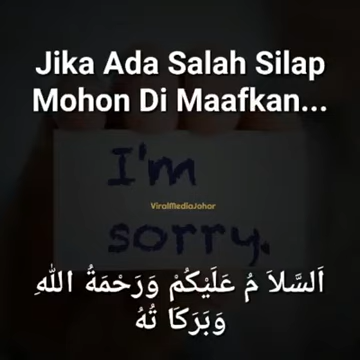 Jika Ada Salah Silap
Mohon Di Maafkan...
I'm
ViralMediaJohor
sorry.
اَلسَّلاَ مُ عَلَيْكُمْ وَرَحْمَةُ اللهِ
وَبَرَكَا تُهُ